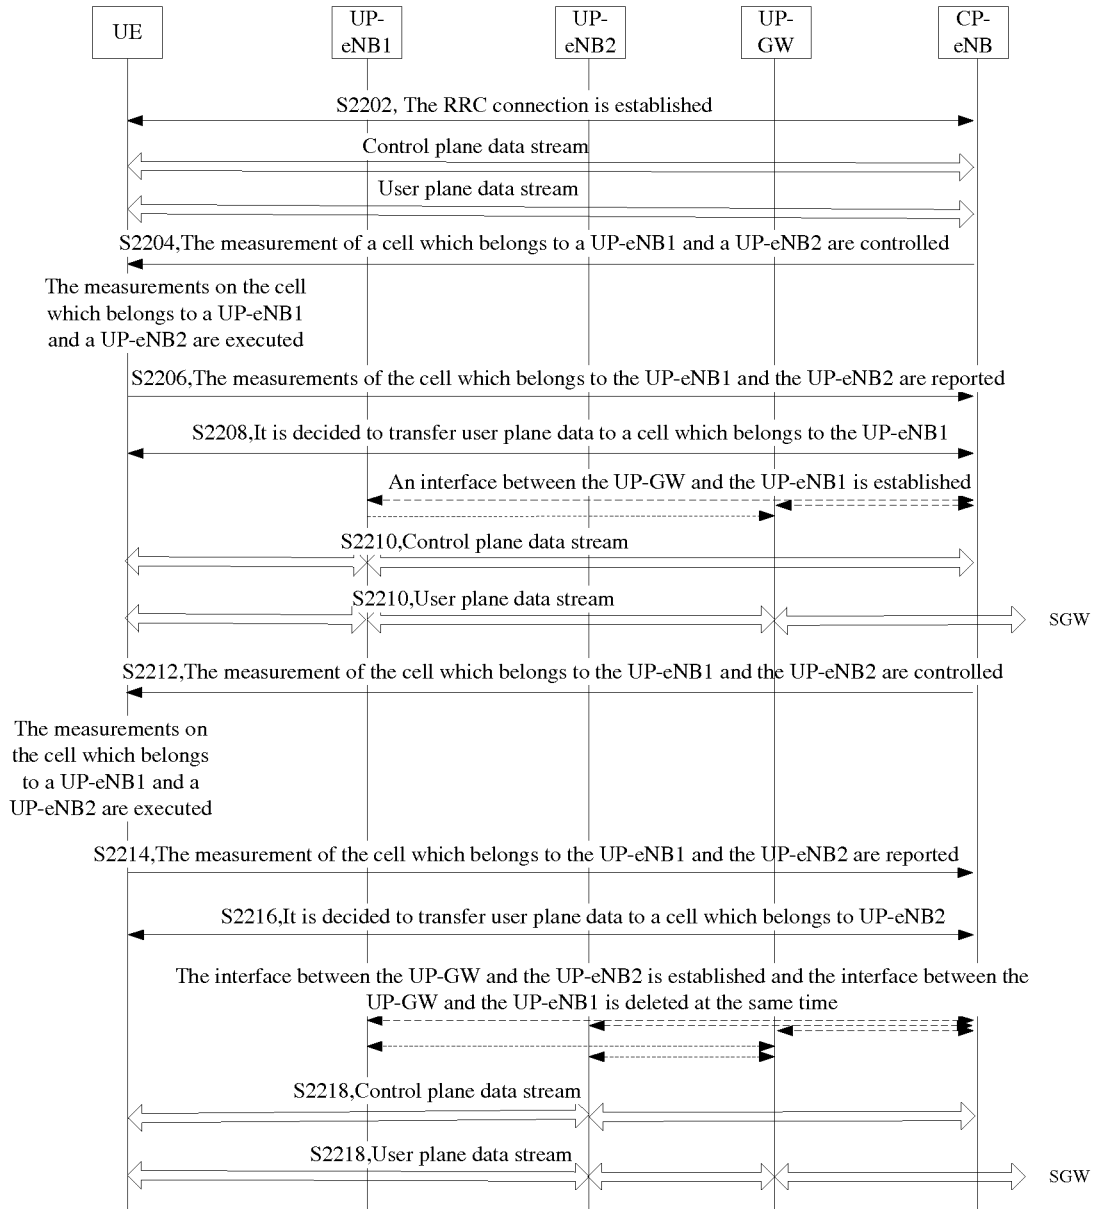 UE
UP-
eNB1
UP-
eNB2
UP-
GW
CP-
eNB
S2202, The RRC connection is established
Control plane data stream
User plane data stream
S2204,The measurement of a cell which belongs to a UP-eNB1 and a UP-eNB2 are controlled
The measurements on the cell
which belongs to a UP-eNB1
and a UP-eNB2 are executed
S2206,The measurements of the cell which belongs to the UP-eNB1 and the UP-eNB2 are reported
S2208,It is decided to transfer user plane data to a cell which belongs to the UP-eNB1
An interface between the UP-GW and the UP-eNB1 is established
S2210,Control plane data stream
S2210,User plane data stream
SGW
S2212,The measurement of the cell which belongs to the UP-eNB1 and the UP-eNB2 are controlled
The measurements on
the cell which belongs
to a UP-eNB1 and a
UP-eNB2 are executed
S2214,The measurement of the cell which belongs to the UP-eNB1 and the UP-eNB2 are reported
S2216,It is decided to transfer user plane data to a cell which belongs to UP-eNB2
The interface between the UP-GW and the UP-eNB2 is established and the interface between the
UP-GW and the UP-eNB1 is deleted at the same time
S2218,Control plane data stream
S2218,User plane data stream
SGW